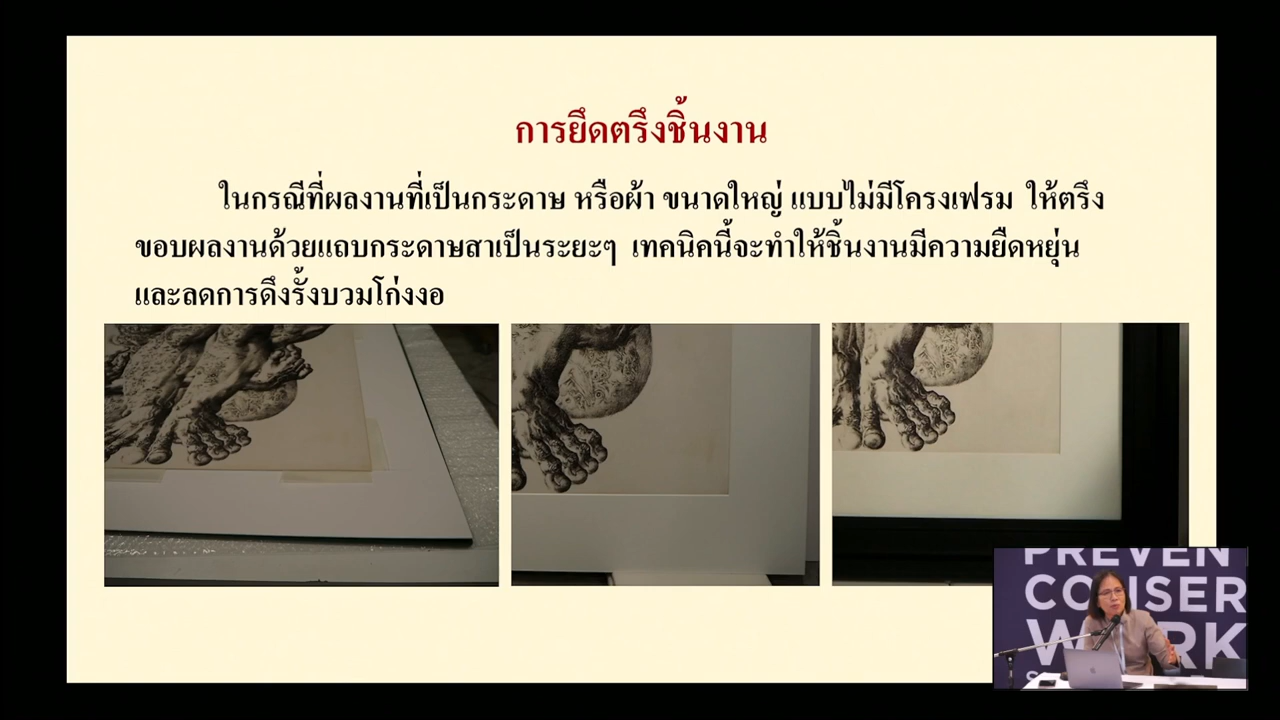 การยึดตรึงชิ้นงาน
ในกรณีที่ผลงานที่เป็นกระดาษ หรือผ้า ขนาดใหญ่ แบบไม่มีโครงเฟรม ให้ตรึง
ขอบผลงานด้วยแถบกระดาษสาเป็นระยะๆ เทคนิคนี้จะทำให้ชิ้นงานมีความยืดหยุ่น
และลดการดึงรั้งบวมโก่งงอ
PREVEN
CONSER
WORK